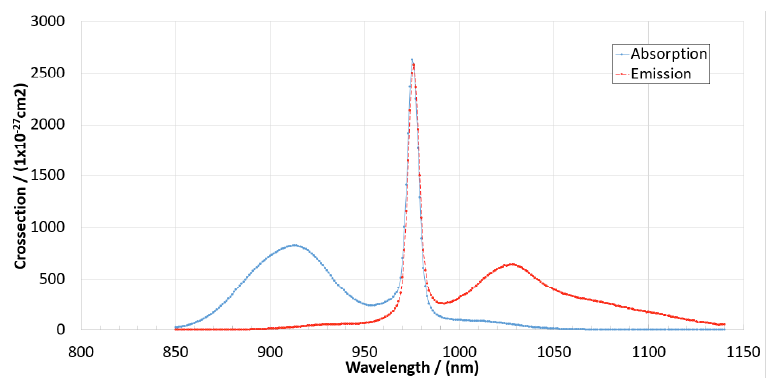 3000
2500
2000
1500
1000
500
0
Crossection / (1x10⁻²⁷cm2)
Absorption
Emission
800 850 900 950 1000 1050 1100 1150
Wavelength / (nm)